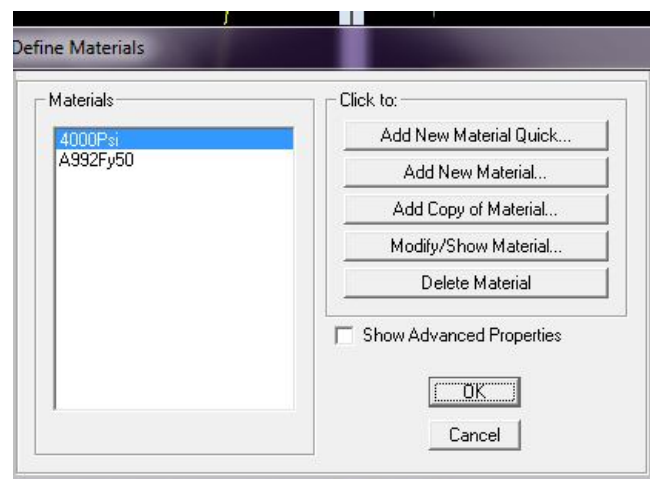 Define Materials
Materials
4000Psi
A992Fy50
Click to:
Add New Material Quick...
Add New Material...
Add Copy of Material...
Modify/Show Material...
Delete Material
Show Advanced Properties
OK
Cancel